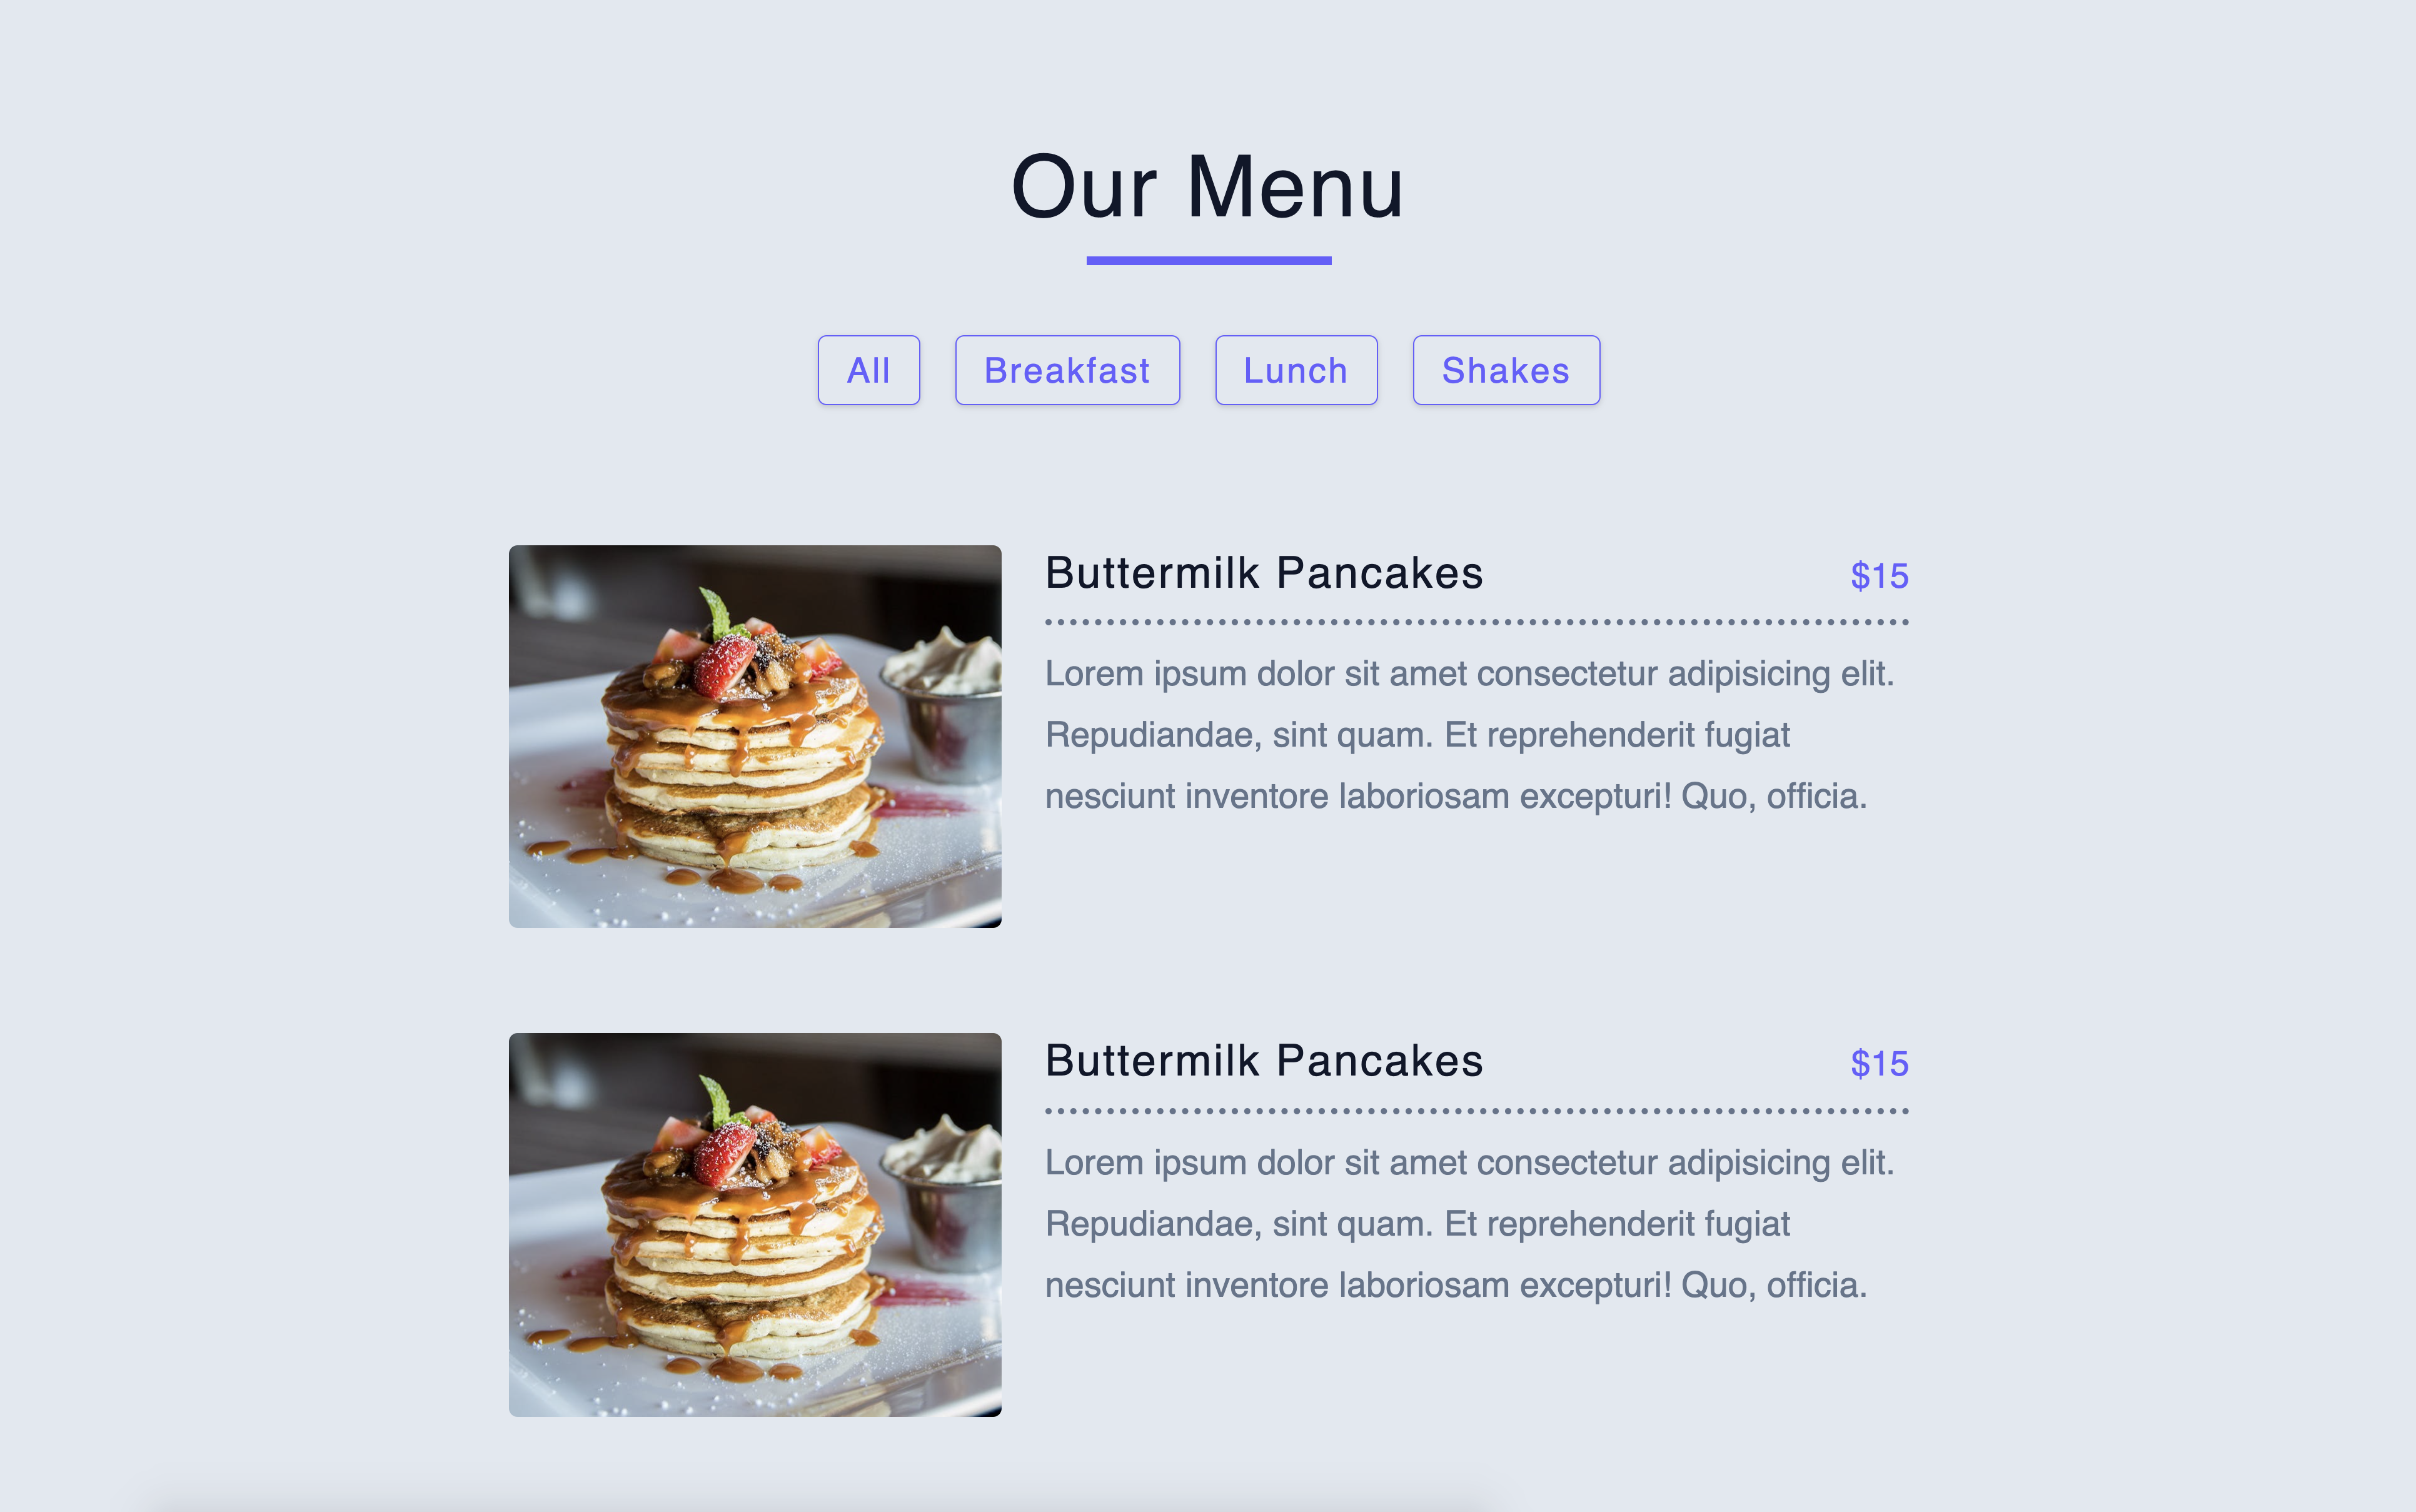 Our Menu
All Breakfast Lunch Shakes
Buttermilk Pancakes $15
Lorem ipsum dolor sit amet consectetur adipisicing elit.
Repudiandae, sint quam. Et reprehenderit fugiat
nesciunt inventore laboriosam excepturi! Quo, officia.
Buttermilk Pancakes $15
Lorem ipsum dolor sit amet consectetur adipisicing elit.
Repudiandae, sint quam. Et reprehenderit fugiat
nesciunt inventore laboriosam excepturi! Quo, officia.